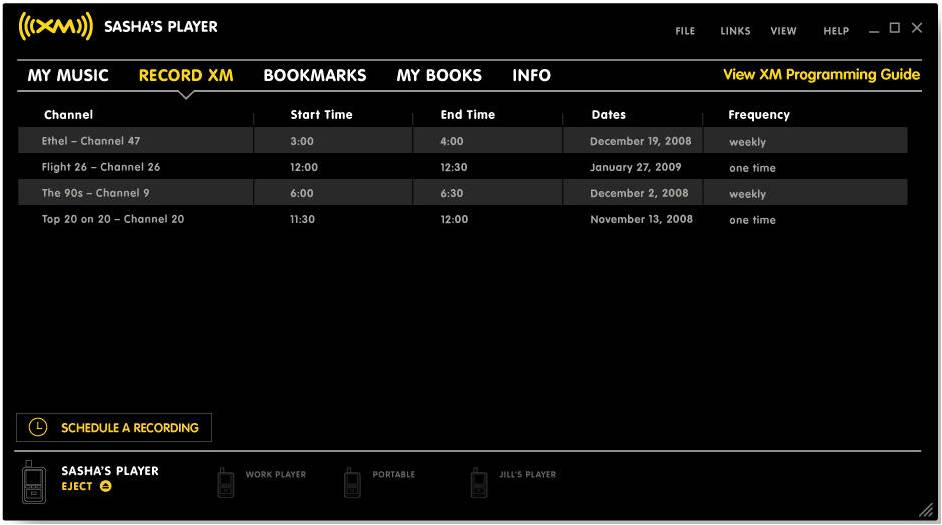 ((XM)) SASHA'S PLAYER FILE LINKS VIEW HELP
MY MUSIC RECORD XM BOOKMARKS MY BOOKS INFO View XM Programming Guide
Channel Start Time End Time Dates Frequency
Ethel – Channel 47 3:00 4:00 December 19, 2008 weekly
Flight 26 – Channel 26 12:00 12:30 January 27, 2009 one time
The 90s – Channel 9 6:00 6:30 December 2, 2008 weekly
Top 20 on 20 – Channel 20 11:30 12:00 November 13, 2008 one time
SCHEDULE A RECORDING
SASHA'S PLAYER WORK PLAYER PORTABLE JILL'S PLAYER
EJECT